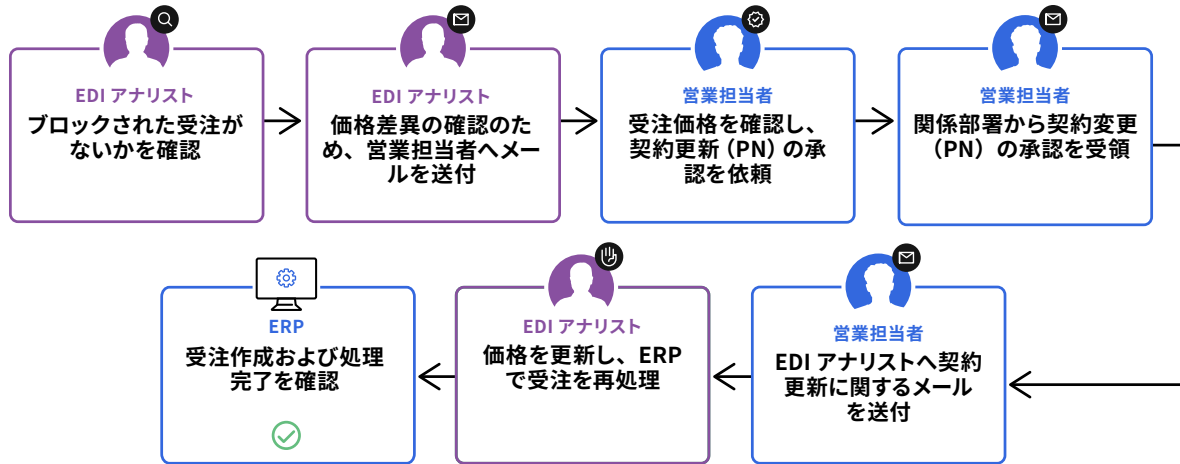 EDI アナリスト
ブロックされた受注が
ないかを確認
EDI アナリスト
価格差異の確認のた
め、営業担当者へメー
ルを送付
営業担当者
受注価格を確認し、
契約更新（PN）の承
認を依頼
営業担当者
関係部署から契約変更
（PN）の承認を受領
営業担当者
EDI アナリストへ契約
更新に関するメール
を送付
EDI アナリスト
価格を更新し、ERP
で受注を再処理
ERP
受注作成および処理
完了を確認